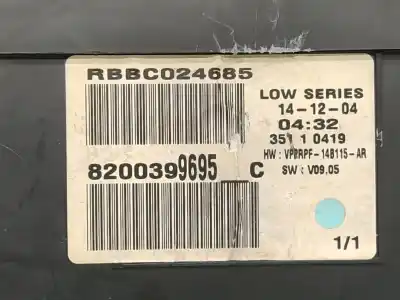 RBBC024685
LOW SERIES
14-12-04
04:32
351 1 0419
HW : VPBRPF-14B115-AR
SW : V09.05
8200399695__C
1/1